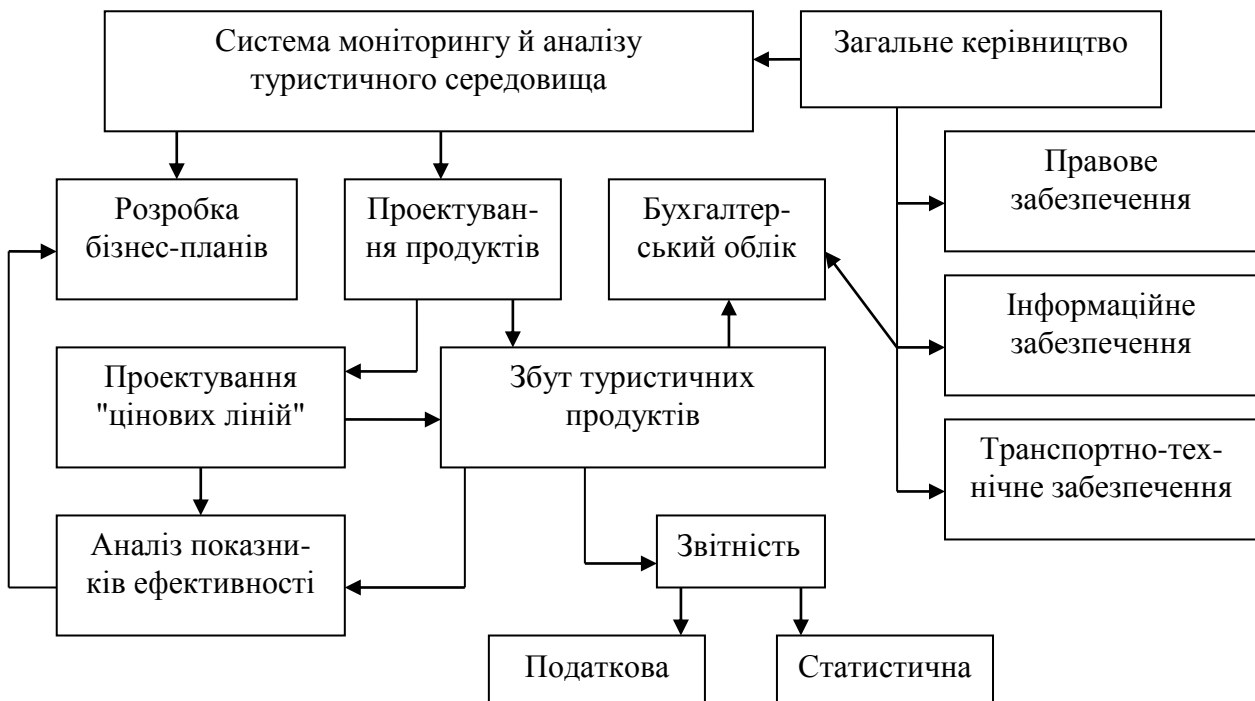 Система моніторингу й аналізу
туристичного середовища
Загальне керівництво
Правове
забезпечення
Розробка
бізнес-планів
Проектуван-
ня продуктів
Бухгалтер-
ський облік
Інформаційне
забезпечення
Проектування
"цінових ліній"
Збут туристичних
продуктів
Транспортно-тех-
нічне забезпечення
Аналіз показни-
ків ефективності
Звітність
Податкова
Статистична